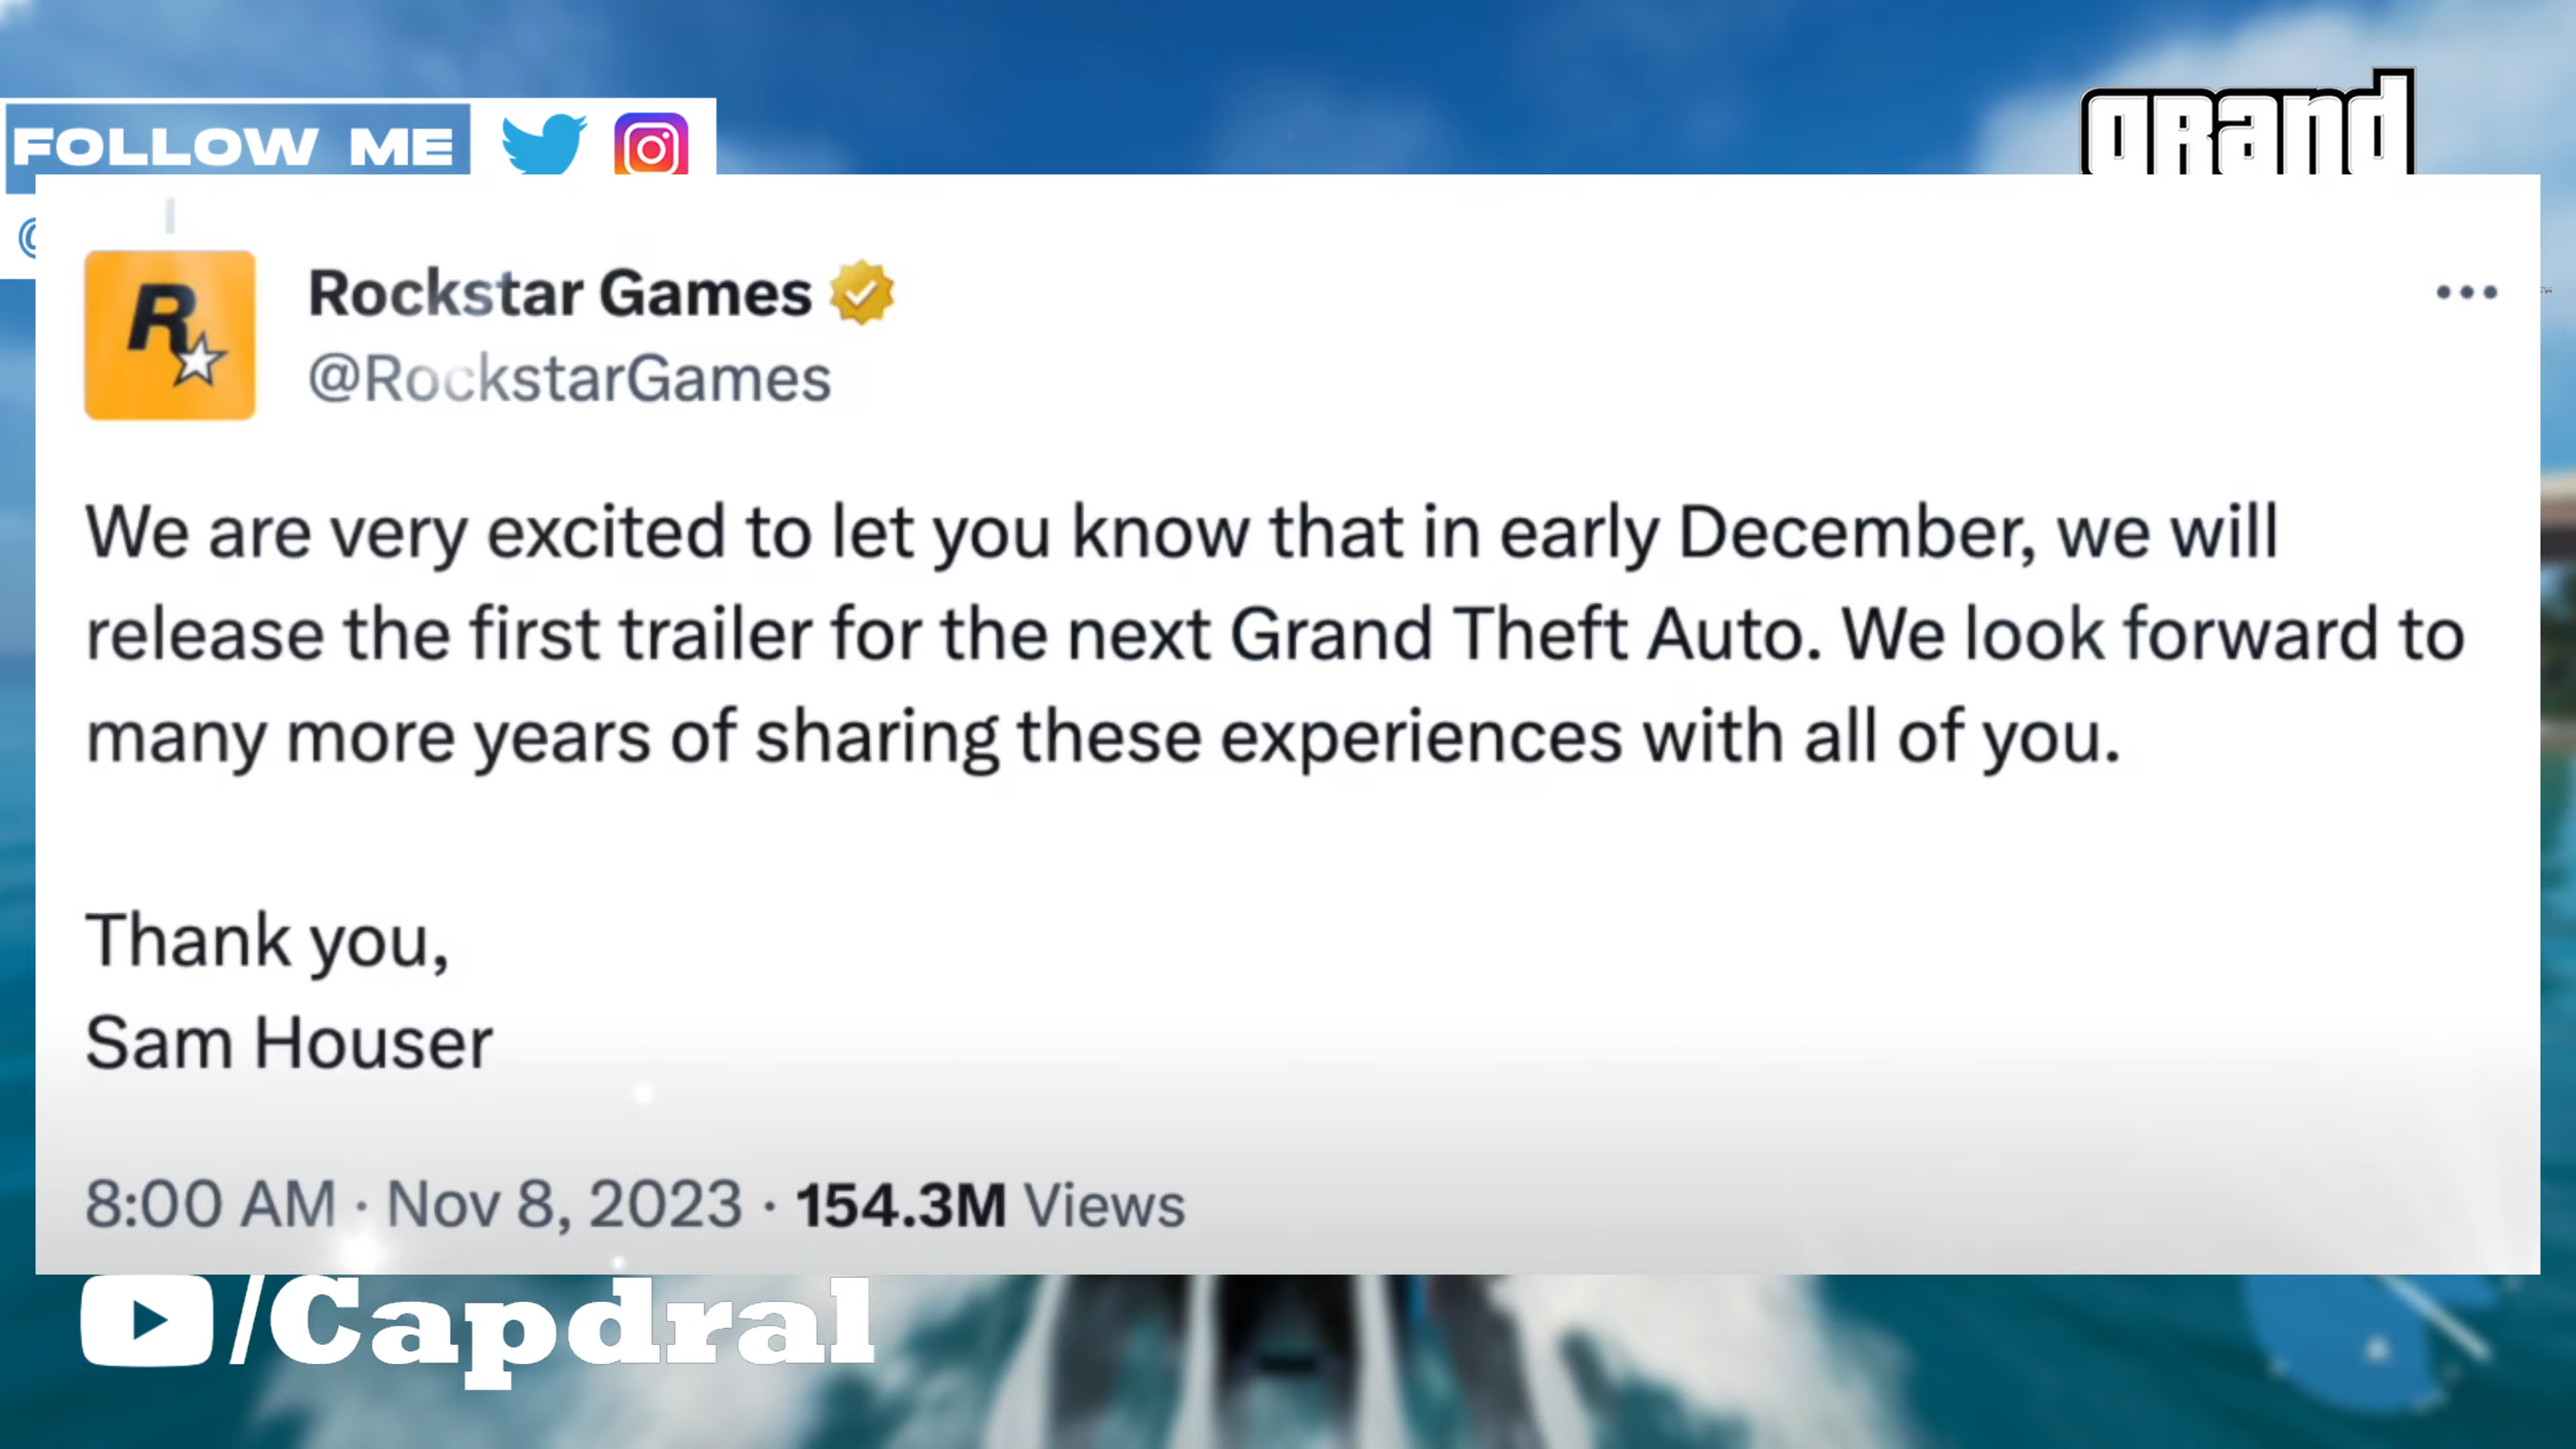 FOLLOW ME
GRand
@
R
Rockstar Games
@RockstarGames
We are very excited to let you know that in early December, we will
release the first trailer for the next Grand Theft Auto. We look forward to
many more years of sharing these experiences with all of you.
Thank you,
Sam Houser
8:00 AM · Nov 8, 2023 · 154.3M Views
/Capdral